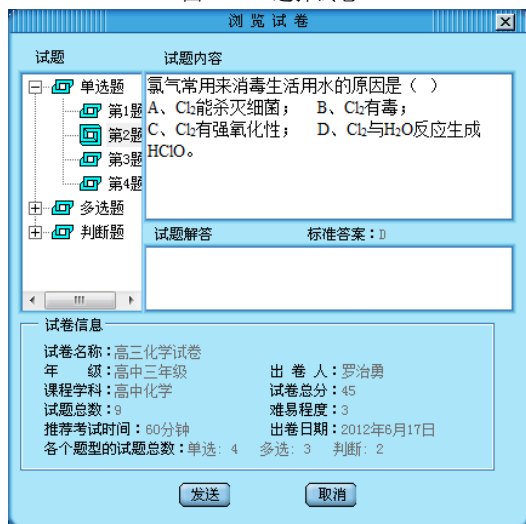 浏 览 试 卷
试题
试题内容
单选题
第1题
第2题
第3题
第4题
多选题
判断题
氯气常用来消毒生活用水的原因是（ ）
A、Cl₂能杀灭细菌； B、Cl₂有毒；
C、Cl₂有强氧化性； D、Cl₂与H₂O反应生成
HClO。
试题解答 标准答案：D
试卷信息
试卷名称：高三化学试卷
年 级：高中三年级 出 卷 人：罗治勇
课程学科：高中化学 试卷总分：45
试题总数：9 难易程度：3
推荐考试时间：60分钟 出卷日期：2012年6月17日
各个题型的试题总数：单选: 4 多选: 3 判断: 2
发送 取消